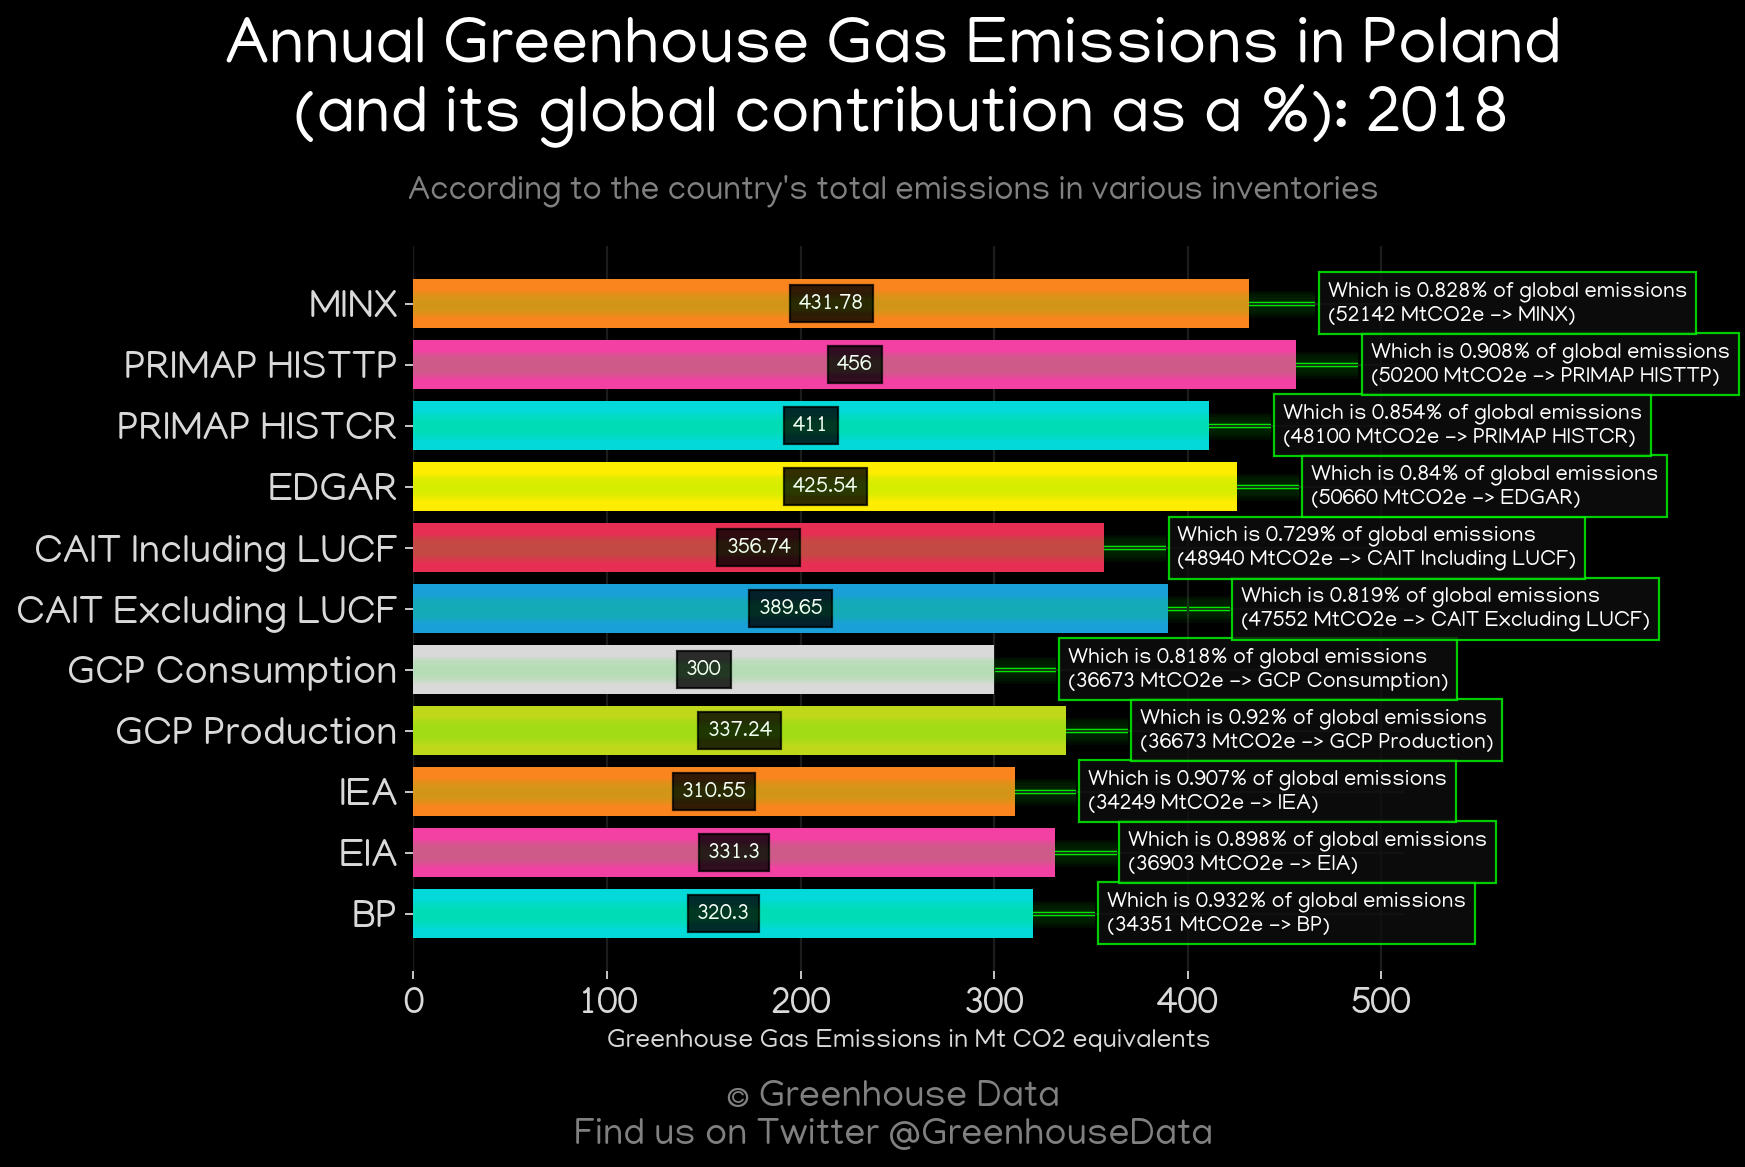 Annual Greenhouse Gas Emissions in Poland
(and its global contribution as a %): 2018
According to the country's total emissions in various inventories
MINX
431.78
Which is 0.828% of global emissions
(52142 MtCO2e -> MINX)
PRIMAP HISTTP
456
Which is 0.908% of global emissions
(50200 MtCO2e -> PRIMAP HISTTP)
PRIMAP HISTCR
411
Which is 0.854% of global emissions
(48100 MtCO2e -> PRIMAP HISTCR)
EDGAR
425.54
Which is 0.84% of global emissions
(50660 MtCO2e -> EDGAR)
CAIT Including LUCF
356.74
Which is 0.729% of global emissions
(48940 MtCO2e -> CAIT Including LUCF)
CAIT Excluding LUCF
389.65
Which is 0.819% of global emissions
(47552 MtCO2e -> CAIT Excluding LUCF)
GCP Consumption
300
Which is 0.818% of global emissions
(36673 MtCO2e -> GCP Consumption)
GCP Production
337.24
Which is 0.92% of global emissions
(36673 MtCO2e -> GCP Production)
IEA
310.55
Which is 0.907% of global emissions
(34249 MtCO2e -> IEA)
EIA
331.3
Which is 0.898% of global emissions
(36903 MtCO2e -> EIA)
BP
320.3
Which is 0.932% of global emissions
(34351 MtCO2e -> BP)
0 100 200 300 400 500
Greenhouse Gas Emissions in Mt CO2 equivalents
© Greenhouse Data
Find us on Twitter @GreenhouseData